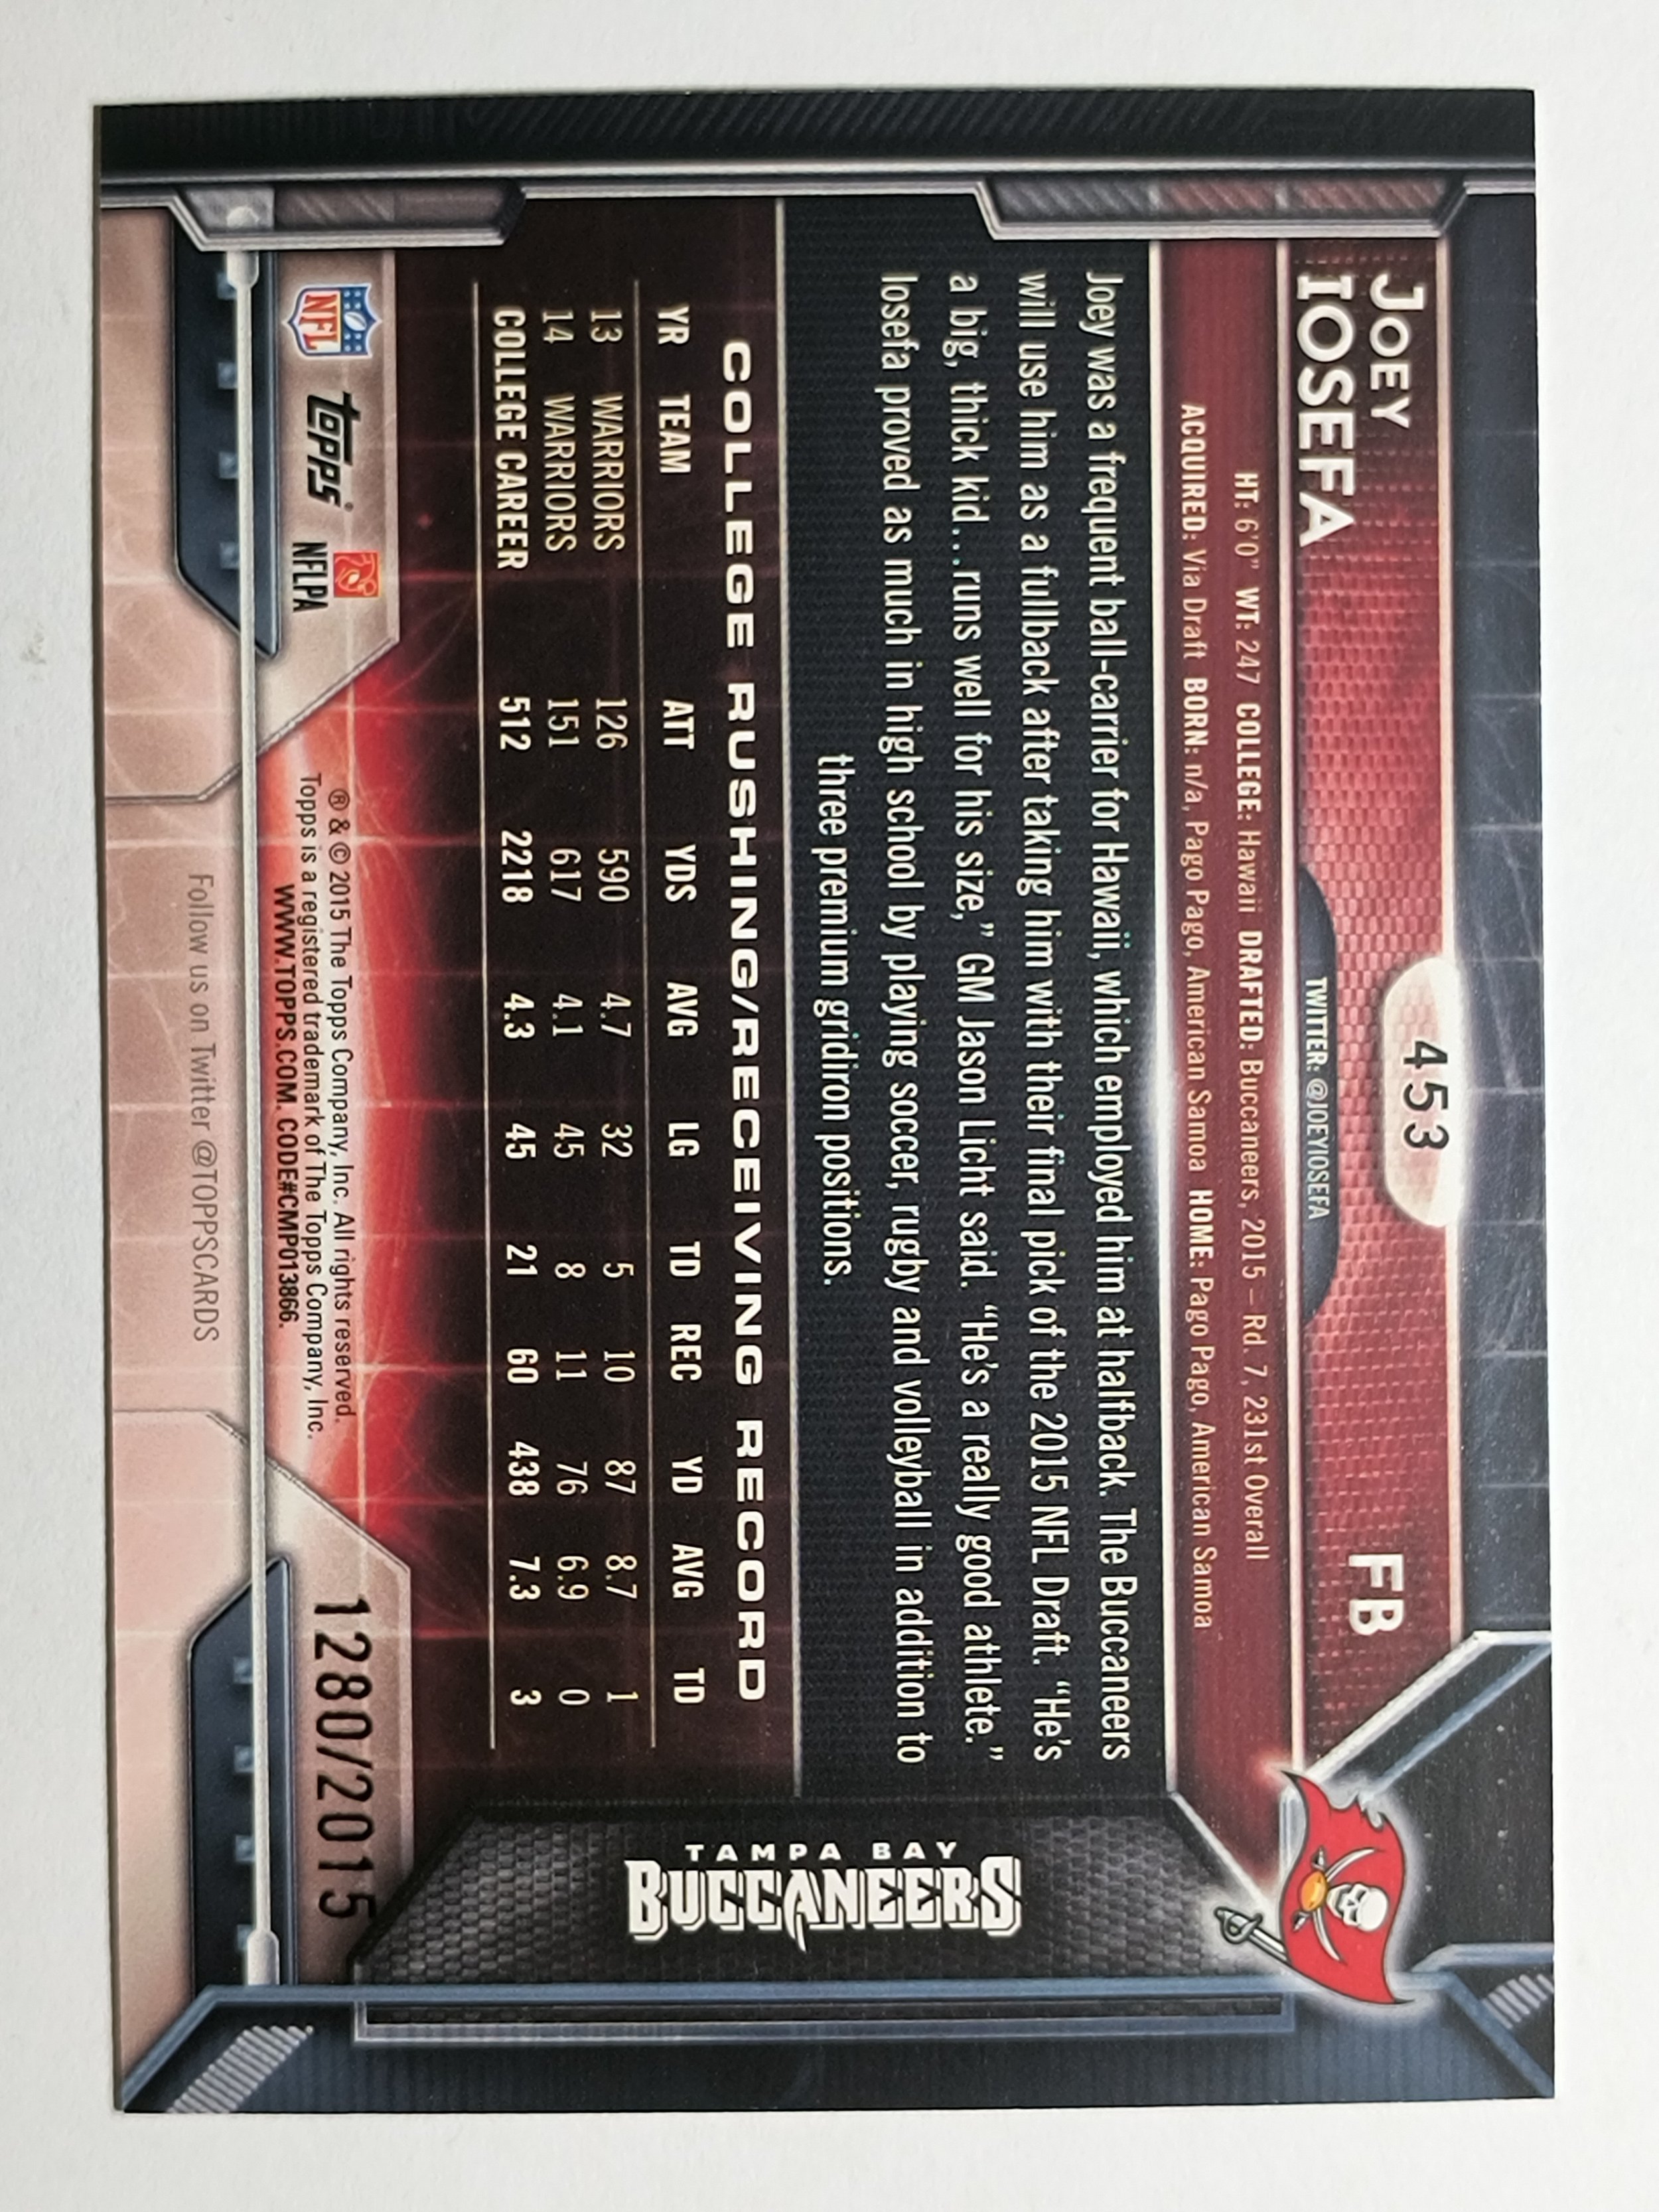 JOEY
IOSEFA
453
FB
TWITTER: @JOEYIOSEFA
HT: 6'0" WT: 247 COLLEGE: Hawaii DRAFTED: Buccaneers, 2015 – Rd. 7, 231st Overall
ACQUIRED: Via Draft BORN: n/a, Pago Pago, American Samoa HOME: Pago Pago, American Samoa
Joey was a frequent ball-carrier for Hawaii, which employed him at halfback. The Buccaneers
will use him as a fullback after taking him with their final pick of the 2015 NFL Draft. “He’s
a big, thick kid…runs well for his size,” GM Jason Licht said. “He’s a really good athlete.”
Iosefa proved as much in high school by playing soccer, rugby and volleyball in addition to
three premium gridiron positions.
COLLEGE RUSHING/RECEIVING RECORD
YR TEAM ATT YDS AVG LG TD REC YD AVG TD
13 WARRIORS 126 590 4.7 32 5 10 87 8.7 1
14 WARRIORS 151 617 4.1 45 8 11 76 6.9 0
COLLEGE CAREER 512 2218 4.3 45 21 60 438 7.3 3
TAMPA BAY
BUCCANEERS
NFL
Topps
NFLPA
® & © 2015 The Topps Company, Inc. All rights reserved.
Topps is a registered trademark of The Topps Company, Inc.
WWW.TOPPS.COM. CODE#CMP013866.
1280/2015
Follow us on Twitter @TOPPSCARDS